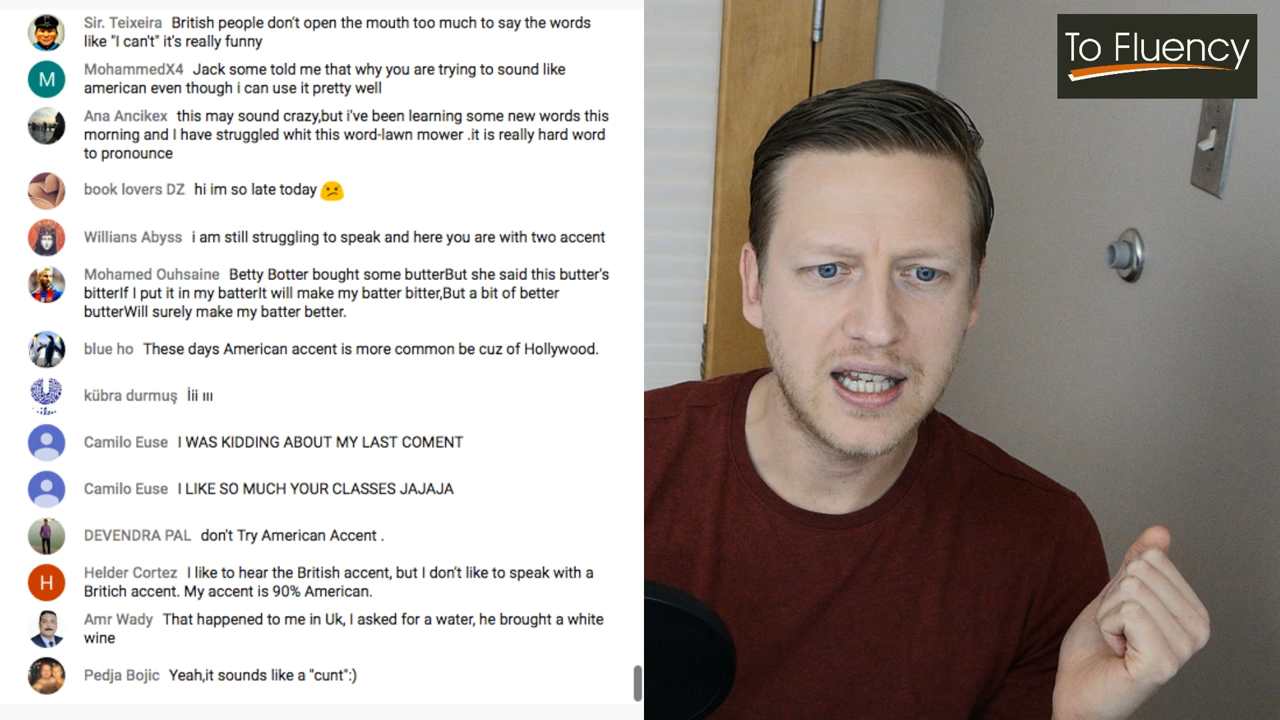 Sir. Teixeira British people don't open the mouth too much to say the words
like "I can't" it's really funny
M MohammedX4 Jack some told me that why you are trying to sound like
american even though i can use it pretty well
Ana Ancikex this may sound crazy,but i've been learning some new words this
morning and I have struggled whit this word-lawn mower .it is really hard word
to pronounce
book lovers DZ hi im so late today 😕
Willians Abyss i am still struggling to speak and here you are with two accent
Mohamed Ouhsaine Betty Botter bought some butterBut she said this butter's
bitterIf I put it in my batterIt will make my batter bitter,But a bit of better
butterWill surely make my batter better.
blue ho These days American accent is more common be cuz of Hollywood.
kübra durmuş İii ııı
Camilo Euse I WAS KIDDING ABOUT MY LAST COMENT
Camilo Euse I LIKE SO MUCH YOUR CLASSES JAJAJA
DEVENDRA PAL don't Try American Accent .
H Helder Cortez I like to hear the British accent, but I don't like to speak with a
Britich accent. My accent is 90% American.
Amr Wady That happened to me in Uk, I asked for a water, he brought a white
wine
Pedja Bojic Yeah,it sounds like a "cunt":)
To Fluency